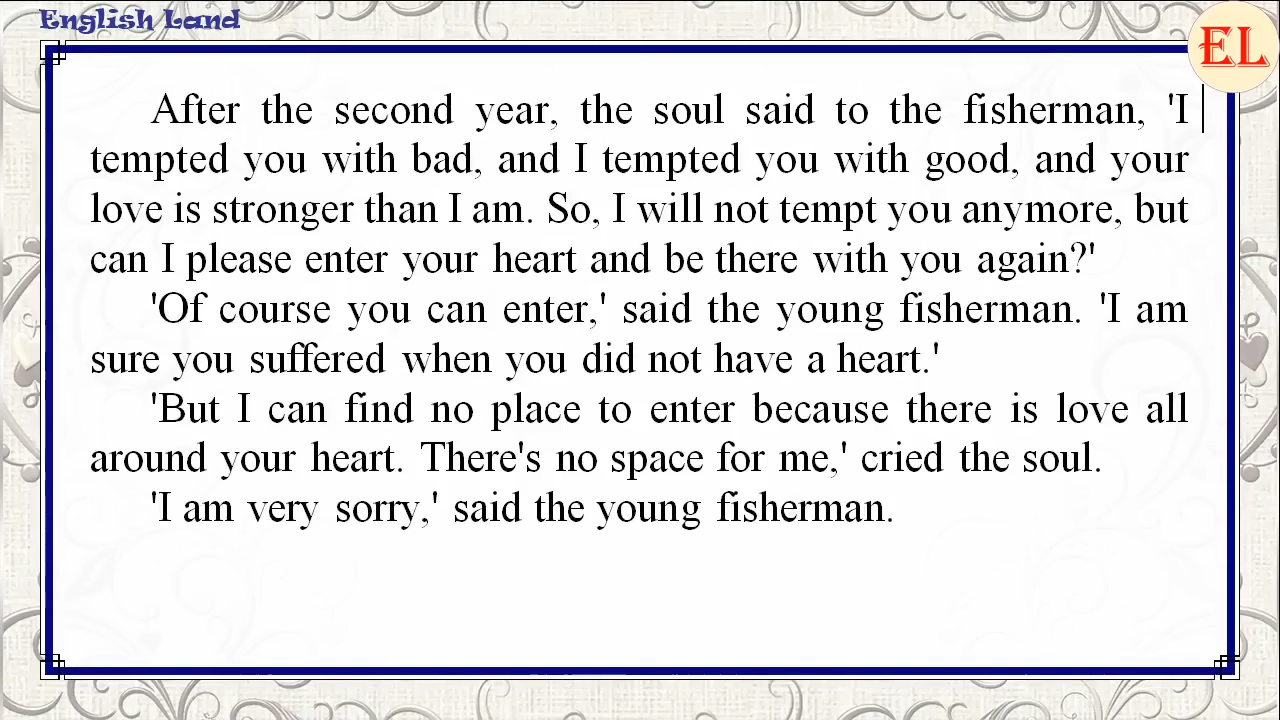 English Land
EL
After the second year, the soul said to the fisherman, 'I
tempted you with bad, and I tempted you with good, and your
love is stronger than I am. So, I will not tempt you anymore, but
can I please enter your heart and be there with you again?'
'Of course you can enter,' said the young fisherman. 'I am
sure you suffered when you did not have a heart.'
'But I can find no place to enter because there is love all
around your heart. There's no space for me,' cried the soul.
'I am very sorry,' said the young fisherman.